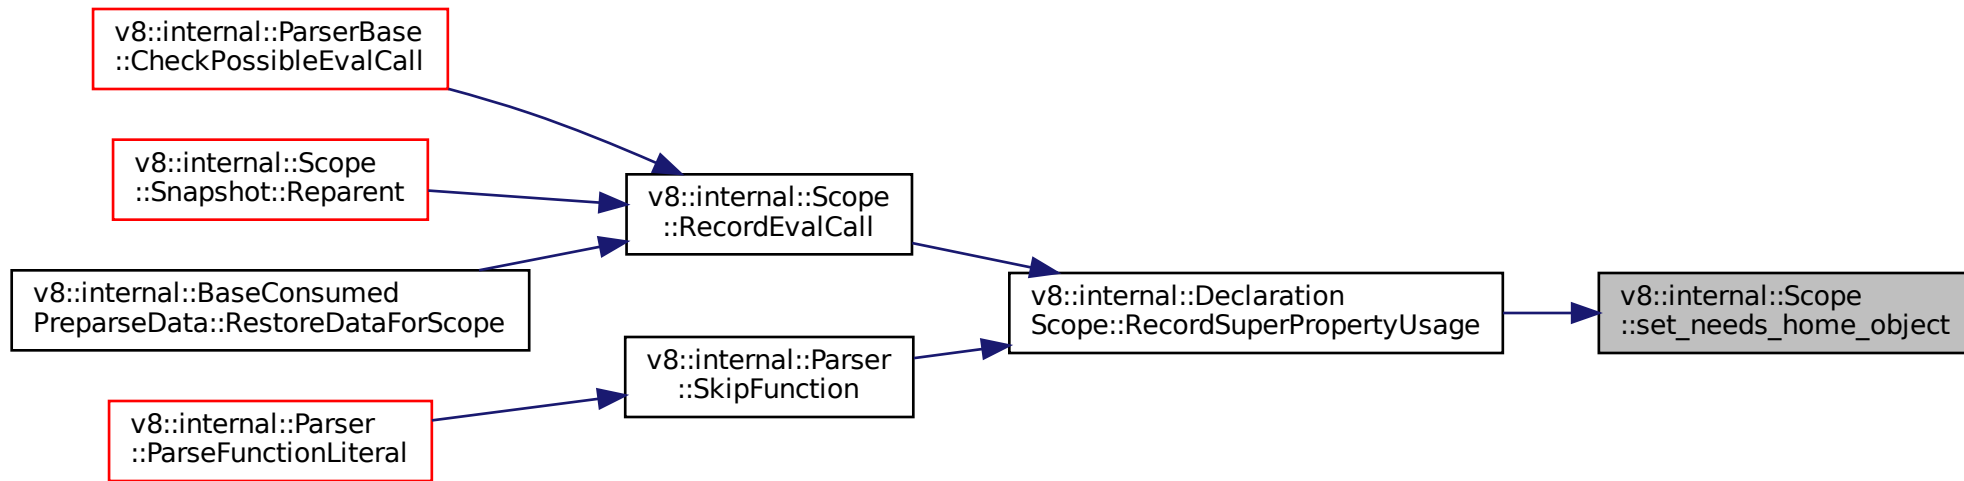 v8::internal::ParserBase
::CheckPossibleEvalCall
v8::internal::Scope
::Snapshot::Reparent
v8::internal::BaseConsumed
PreparseData::RestoreDataForScope
v8::internal::Parser
::ParseFunctionLiteral
v8::internal::Scope
::RecordEvalCall
v8::internal::Parser
::SkipFunction
v8::internal::Declaration
Scope::RecordSuperPropertyUsage
v8::internal::Scope
::set_needs_home_object